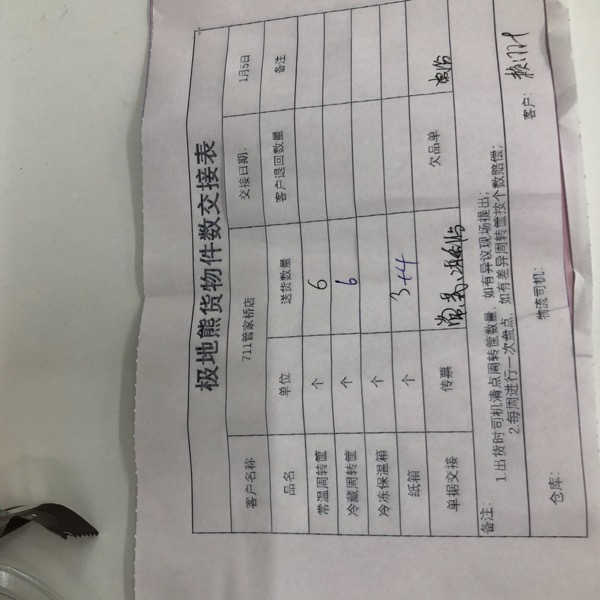 极地熊货物件数交接表
客户名称 711管家桥店 交接日期: 1月5日
品名 单位 送货数量 客户退回数量 备注
常温周转筐 个 6
冷藏周转筐 个 6
冷冻保温箱 个
纸箱 个 3+4
单据交接 传票 欠品单
备注: 1.出货时司机清点周转筐数量，如有异议现场提出;
2.每周进行一次盘点，如有差异周转筐按个数赔偿;
仓库: 物流司机: 客户: